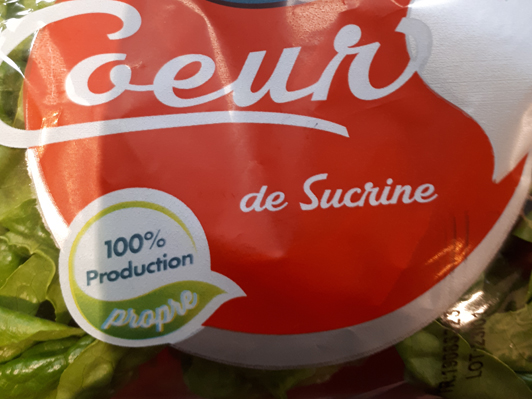 Coeur
de Sucrine
100%
Production
propre